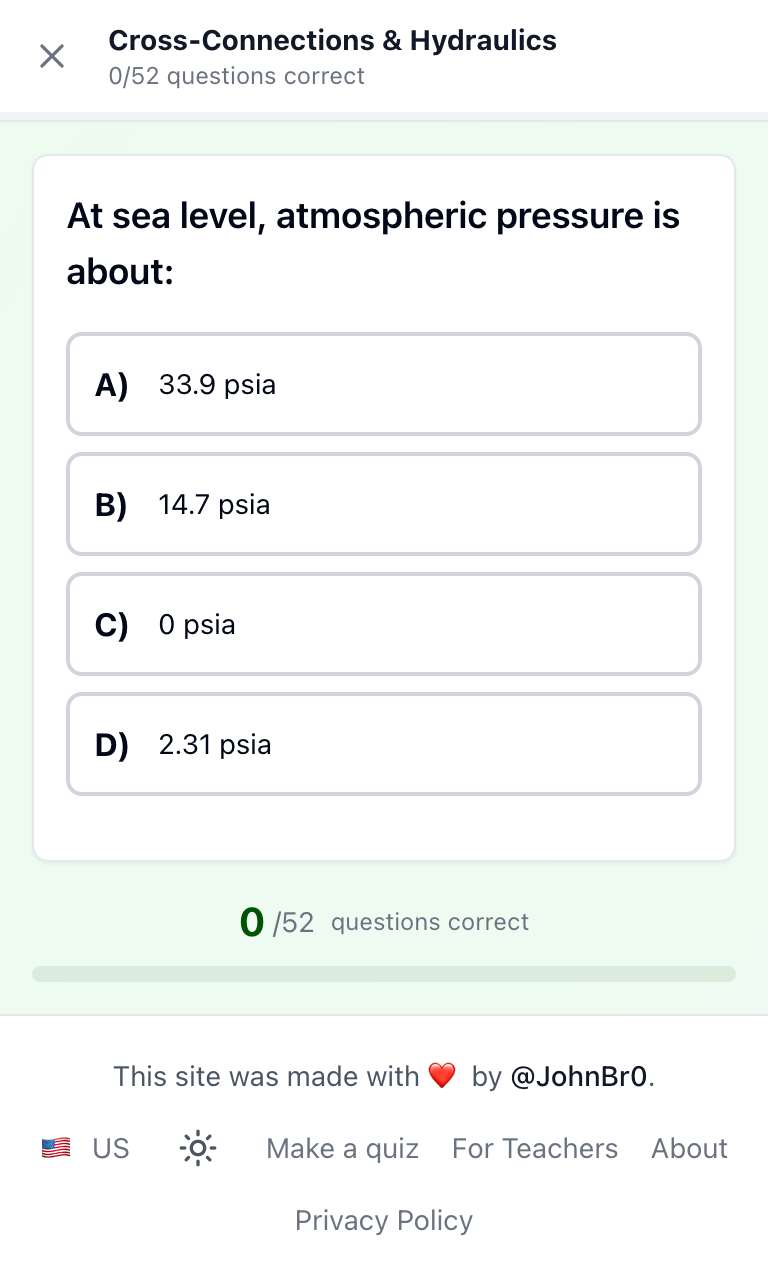 Cross-Connections & Hydraulics
0/52 questions correct
At sea level, atmospheric pressure is
about:
A) 33.9 psia
B) 14.7 psia
C) 0 psia
D) 2.31 psia
0 /52 questions correct
This site was made with ❤️ by @JohnBr0.
🇺🇸 US Make a quiz For Teachers About
Privacy Policy